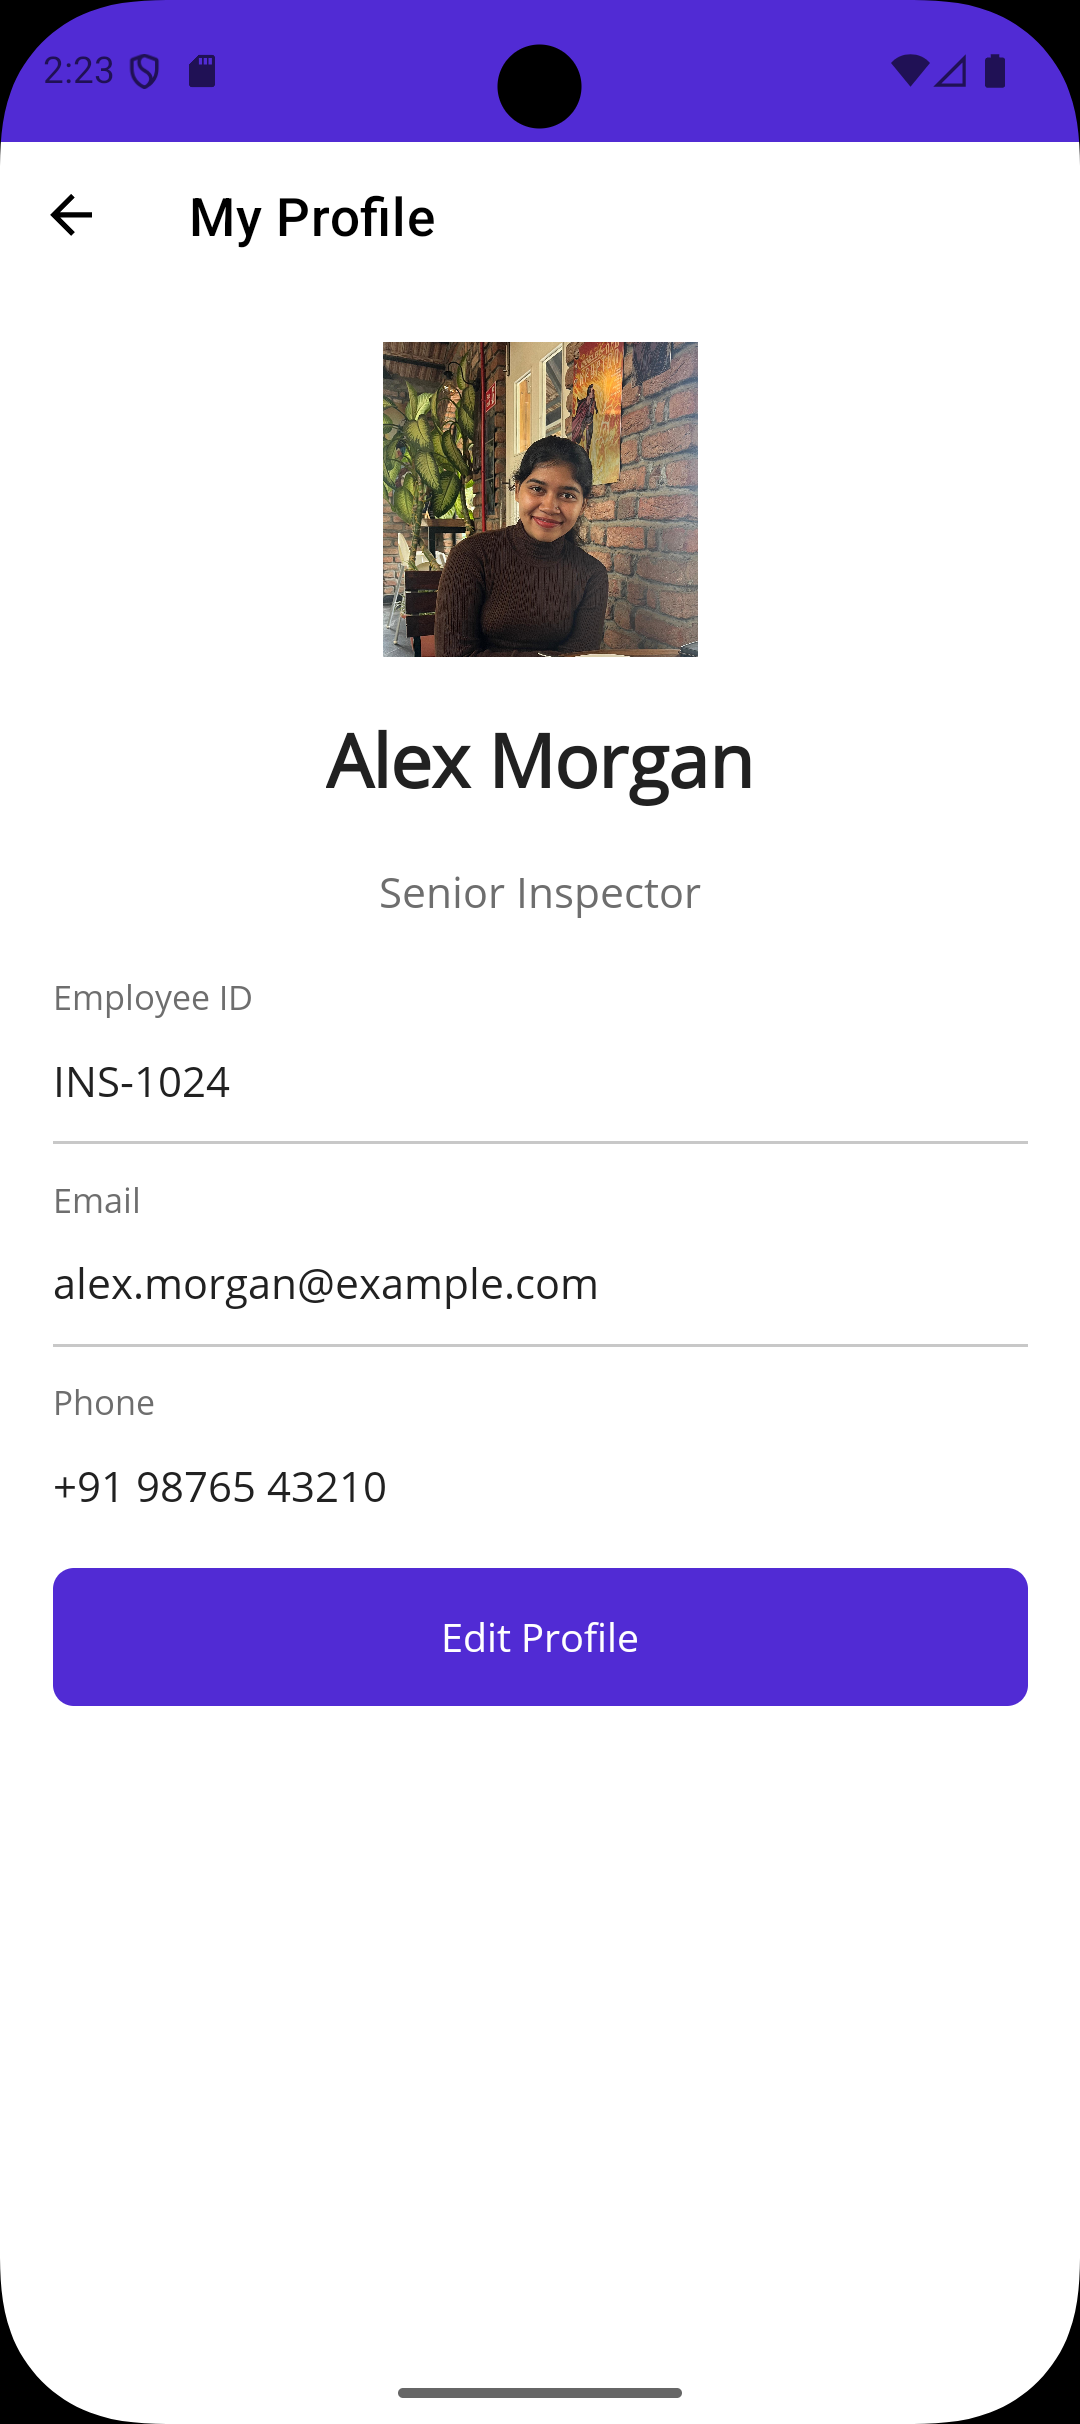 2:23
My Profile
Alex Morgan
Senior Inspector
Employee ID
INS-1024
Email
alex.morgan@example.com
Phone
+91 98765 43210
Edit Profile